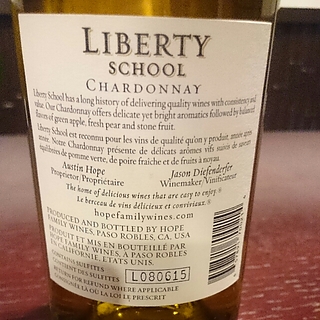 LIBERTY
SCHOOL
CHARDONNAY
Liberty School has a long history of delivering quality wines with consistency and
value. Our Chardonnay offers delicate yet bright aromatics followed by balanced
flavors of green apple, fresh pear and stone fruit.
Liberty School est reconnu pour les vins de qualité qu'on y produit, année après
année. Notre Chardonnay présente de délicats arômes vifs suivis de saveurs
équilibrées de pomme verte, de poire fraîche et de fruits à noyau.
Austin Hope Jason Diefenderfer
Proprietor/Propriétaire Winemaker/Vinificateur
The home of delicious wines that are easy to enjoy.
Le berceau de vins délicieux et conviviaux.
hopefamilywines.com
PRODUCED AND BOTTLED BY HOPE
FAMILY WINES, PASO ROBLES, CA, USA
PRODUIT ET MIS EN BOUTEILLE PAR
HOPE FAMILY WINES, À PASO ROBLES
EN CALIFORNIE, ÉTATS UNIS.
CONTAINS SULFITES
CONTIENT DES SULFITES
L080615
RETURN FOR REFUND WHERE APPLICABLE
CONSIGNÉE LÀ OÙ LA LOI LE PRESCRIT